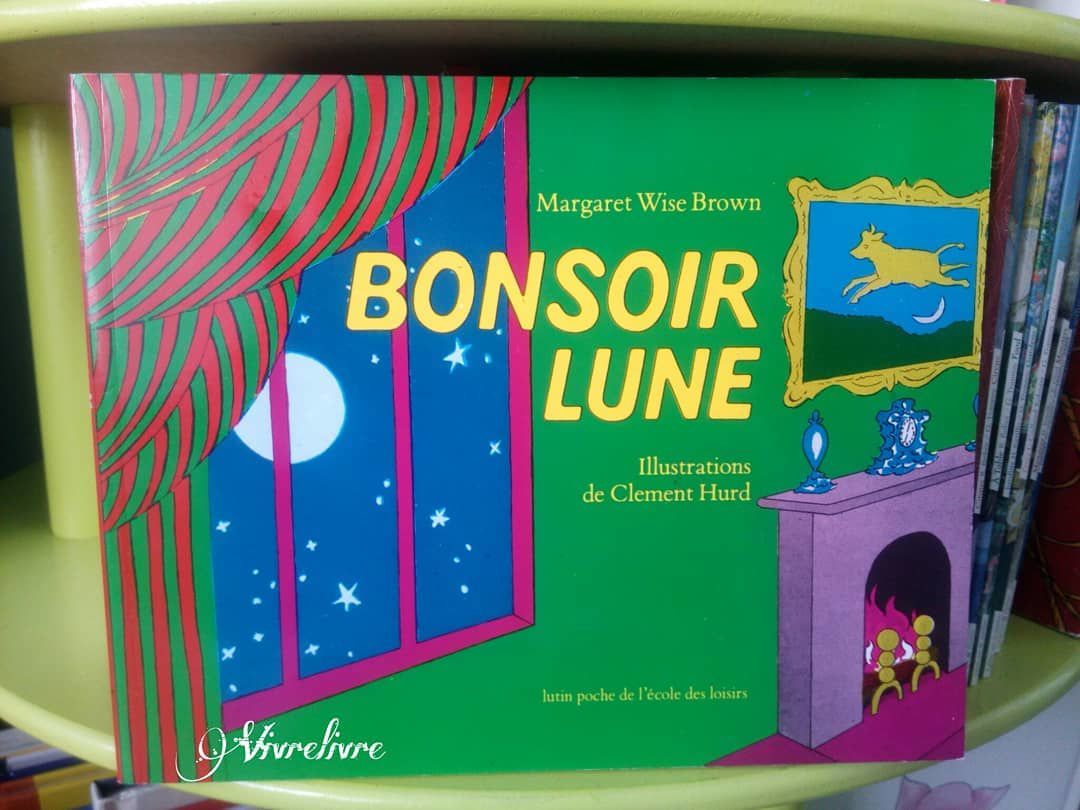 Margaret Wise Brown
BONSOIR
LUNE
Illustrations
de Clement Hurd
lutin poche de l'école des loisirs
Vivrelivre